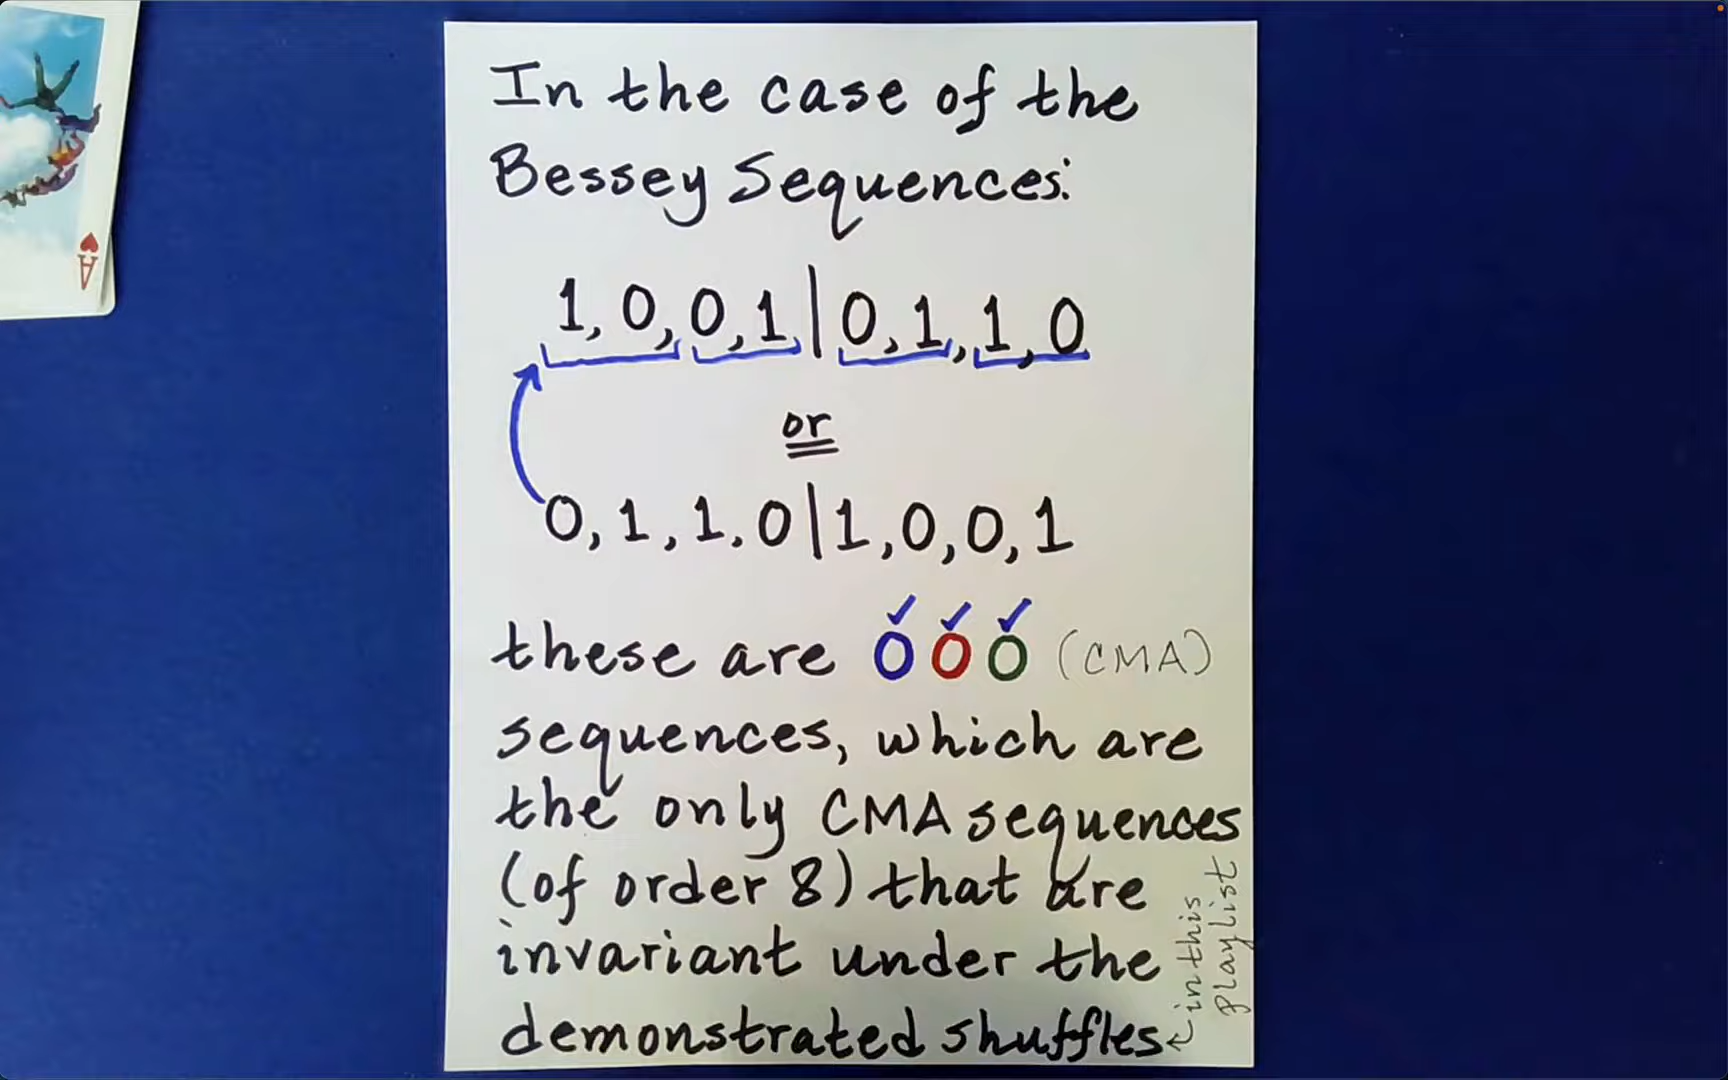 A
In the case of the
Bessey Sequences:
1, 0, 0, 1 | 0, 1, 1, 0
or
0, 1, 1, 0 | 1, 0, 0, 1
these are ŏ ŏ ŏ (CMA)
sequences, which are
the only CMA sequences
(of order 8) that are
invariant under the
demonstrated shuffles ←
in this
playlist